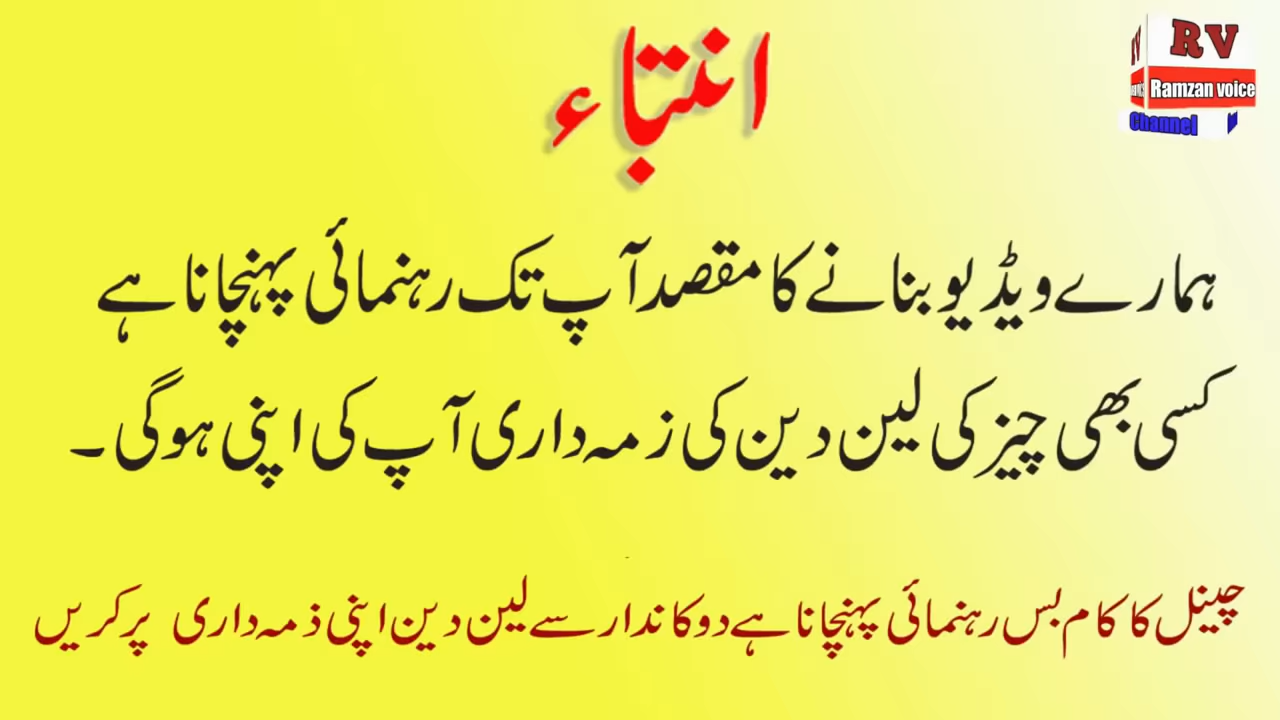 انتباء
RV
RV
Ramzan voice
Channel
ہمارے ویڈیو بنانے کا مقصد آپ تک رہنمائی پہنچانا ہے
کسی بھی چیز کی لین دین کی زمہ داری آپ کی اپنی ہوگی۔
چینل کا کام بس رہنمائی پہنچانا ہے دوکاندار سے لین دین اپنی ذمہ داری پر کریں